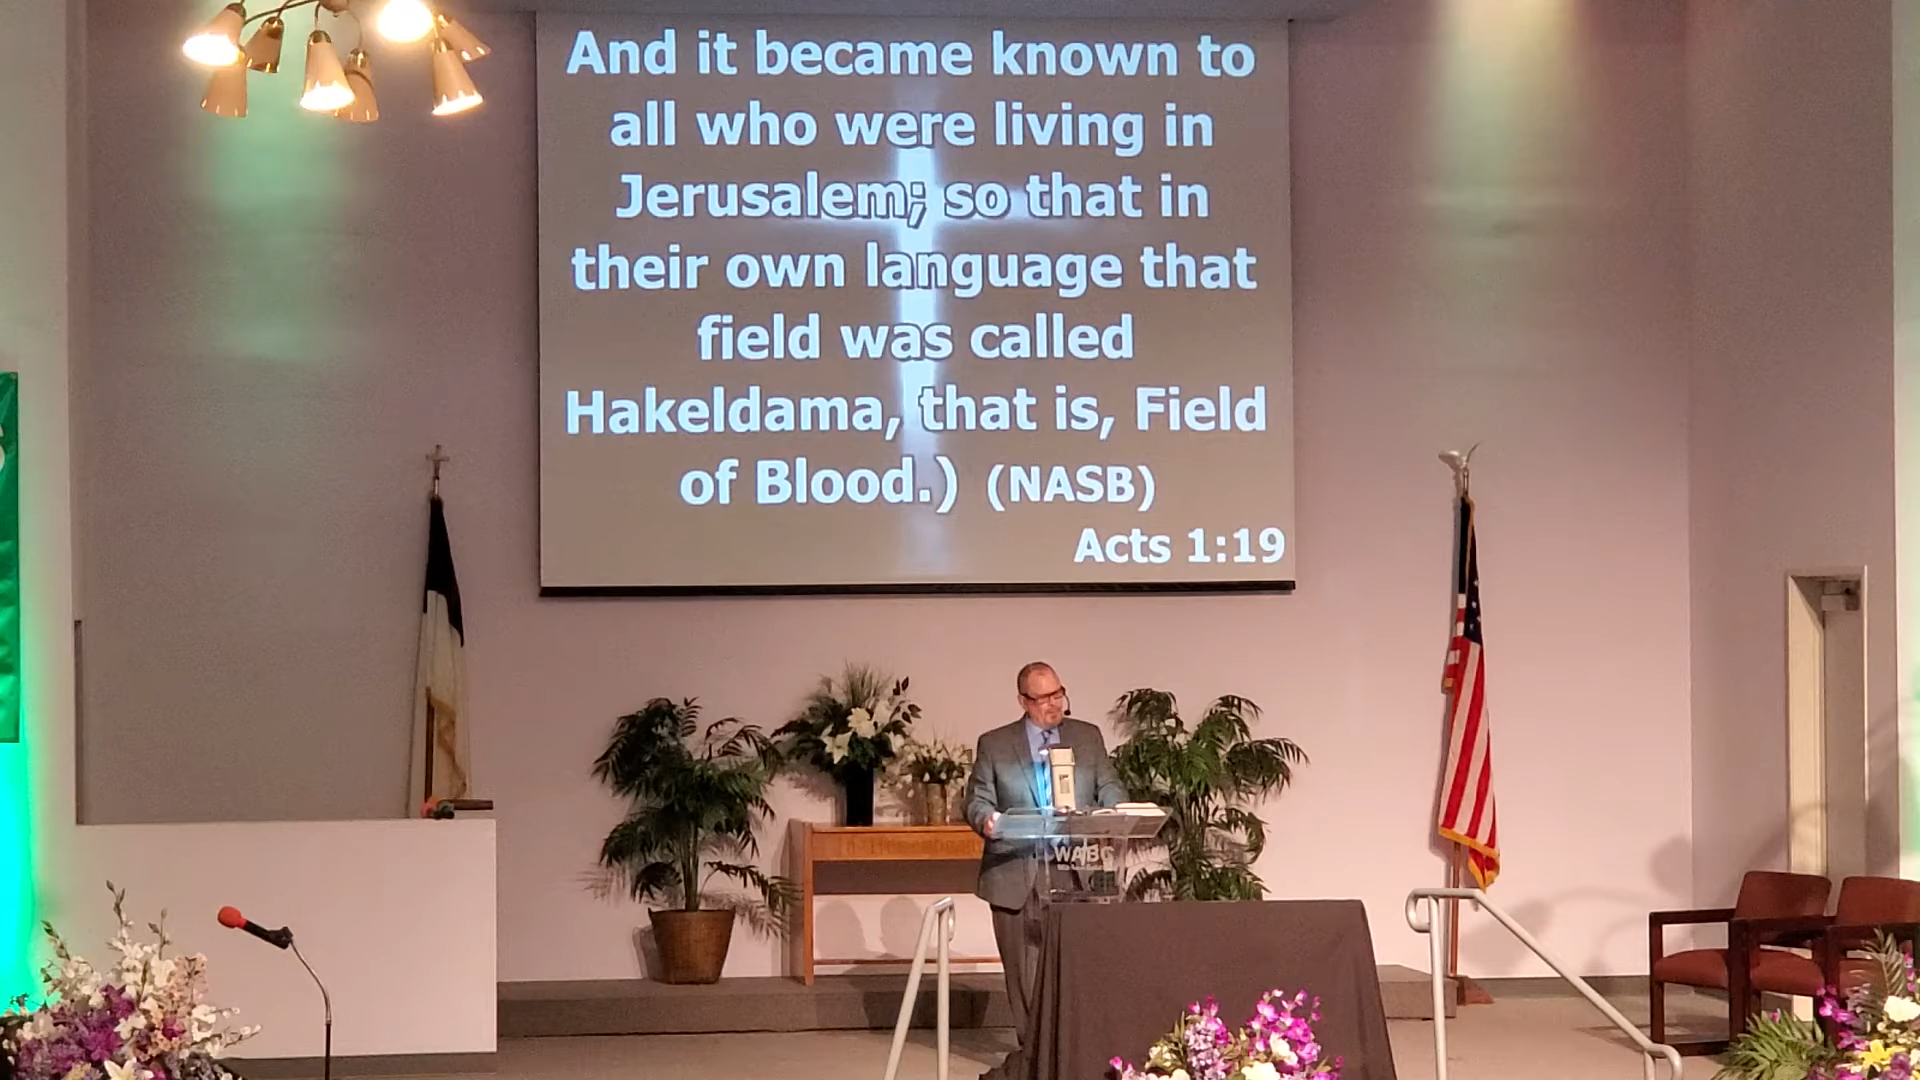 And it became known to
all who were living in
Jerusalem; so that in
their own language that
field was called
Hakeldama, that is, Field
of Blood.) (NASB)
Acts 1:19
WABC